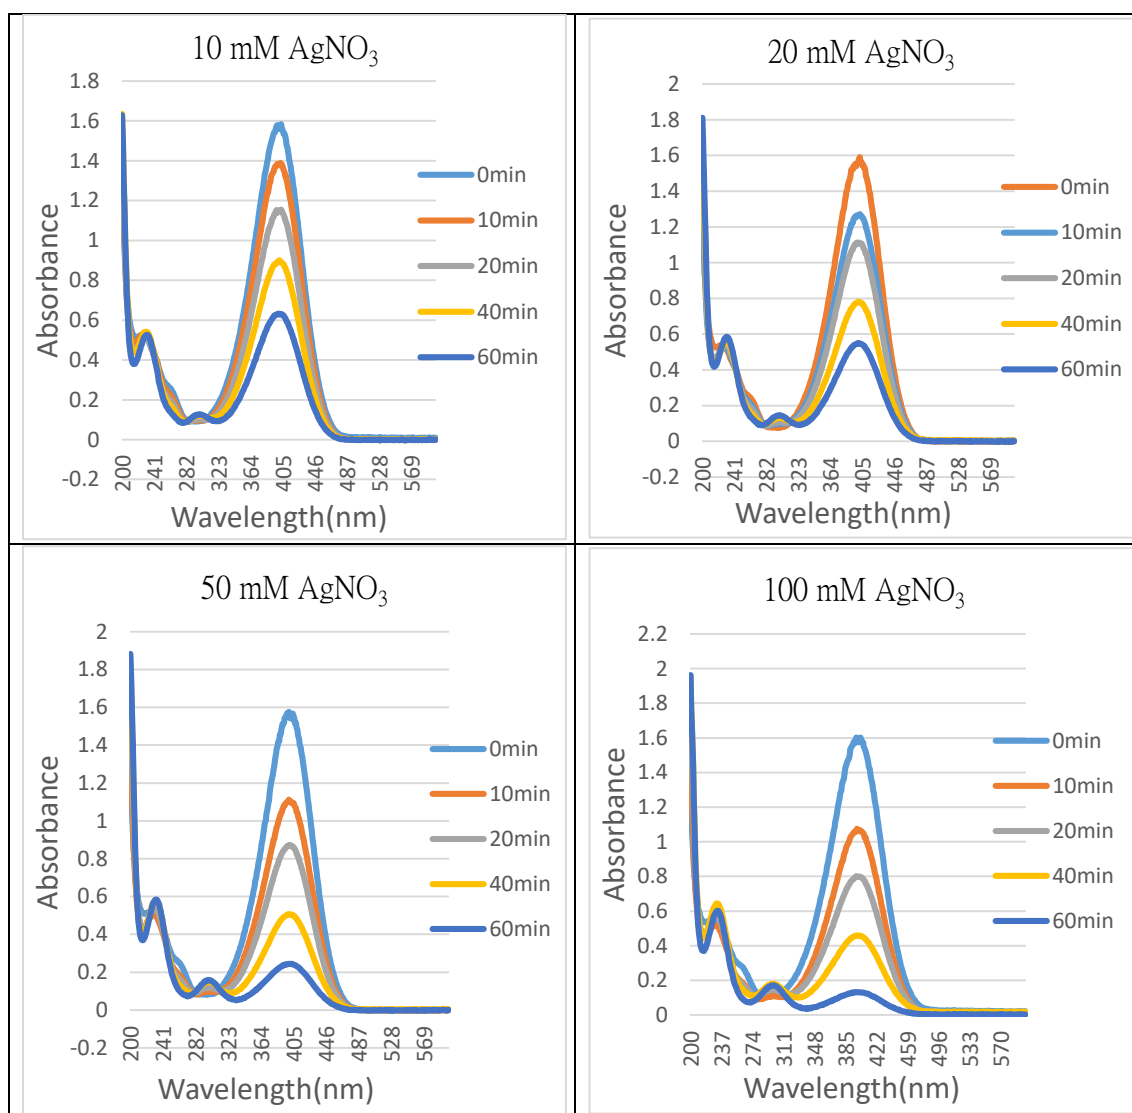 10 mM AgNO₃
1.8
1.6
1.4
1.2
1
0.8
0.6
0.4
0.2
0
-0.2
Absorbance
200 241 282 323 364 405 446 487 528 569
Wavelength(nm)
0min
10min
20min
40min
60min
20 mM AgNO₃
2
1.8
1.6
1.4
1.2
1
0.8
0.6
0.4
0.2
0
-0.2
Absorbance
200 241 282 323 364 405 446 487 528 569
Wavelength(nm)
0min
10min
20min
40min
60min
50 mM AgNO₃
2
1.8
1.6
1.4
1.2
1
0.8
0.6
0.4
0.2
0
-0.2
Absorbance
200 241 282 323 364 405 446 487 528 569
Wavelength(nm)
0min
10min
20min
40min
60min
100 mM AgNO₃
2.2
2
1.8
1.6
1.4
1.2
1
0.8
0.6
0.4
0.2
0
Absorbance
200 237 274 311 348 385 422 459 496 533 570
Wavelength(nm)
0min
10min
20min
40min
60min